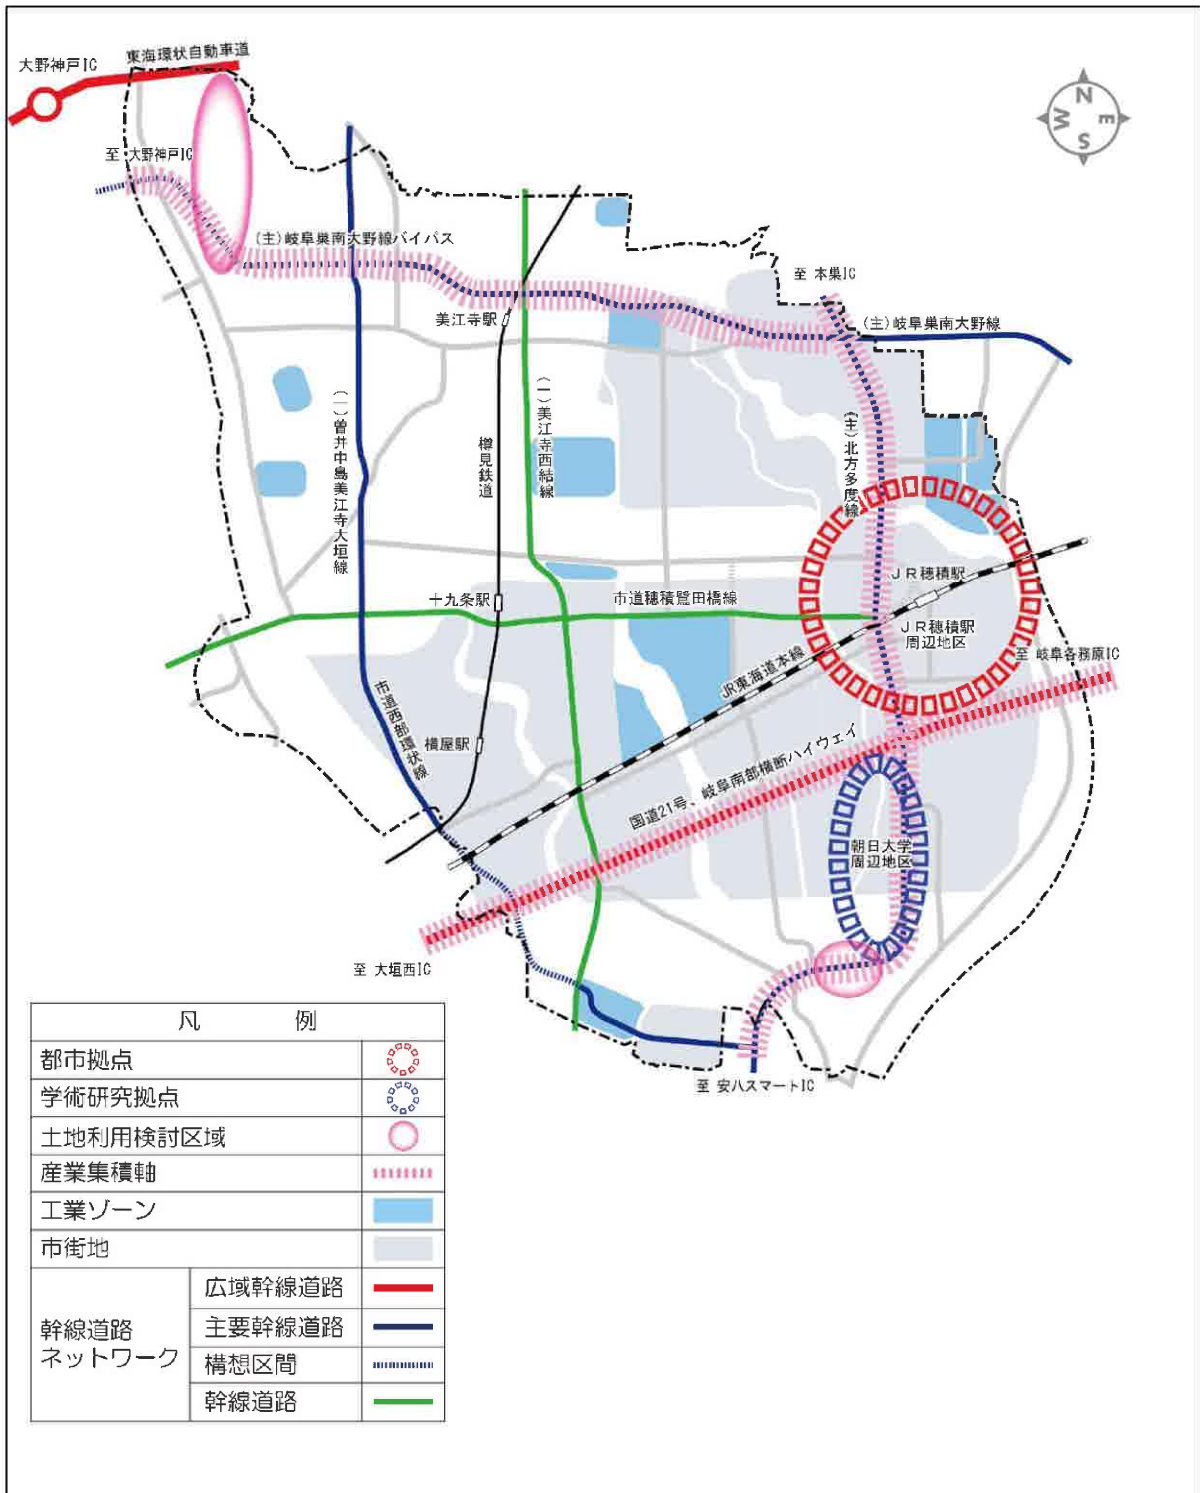 東海環状自動車道
大野神戸IC
N
W
E
S
至 大野神戸IC
(主)岐阜巣南大野線バイパス
至 本巣IC
美江寺駅
(主)岐阜巣南大野線
(一)曽井中島美江寺大垣線
樽見鉄道
(一)美江寺西結線
(主)北方多度線
JR穂積駅
十九条駅
市道穂積鷺田橋線
JR穂積駅
周辺地区
至 岐阜各務原IC
JR東海道本線
市道西部環状線
横屋駅
国道21号、岐阜南部横断ハイウェイ
朝日大学
周辺地区
至 大垣西IC
至 安八スマートIC
凡 例
都市拠点
学術研究拠点
土地利用検討区域
産業集積軸
工業ゾーン
市街地
幹線道路
ネットワーク
広域幹線道路
主要幹線道路
構想区間
幹線道路